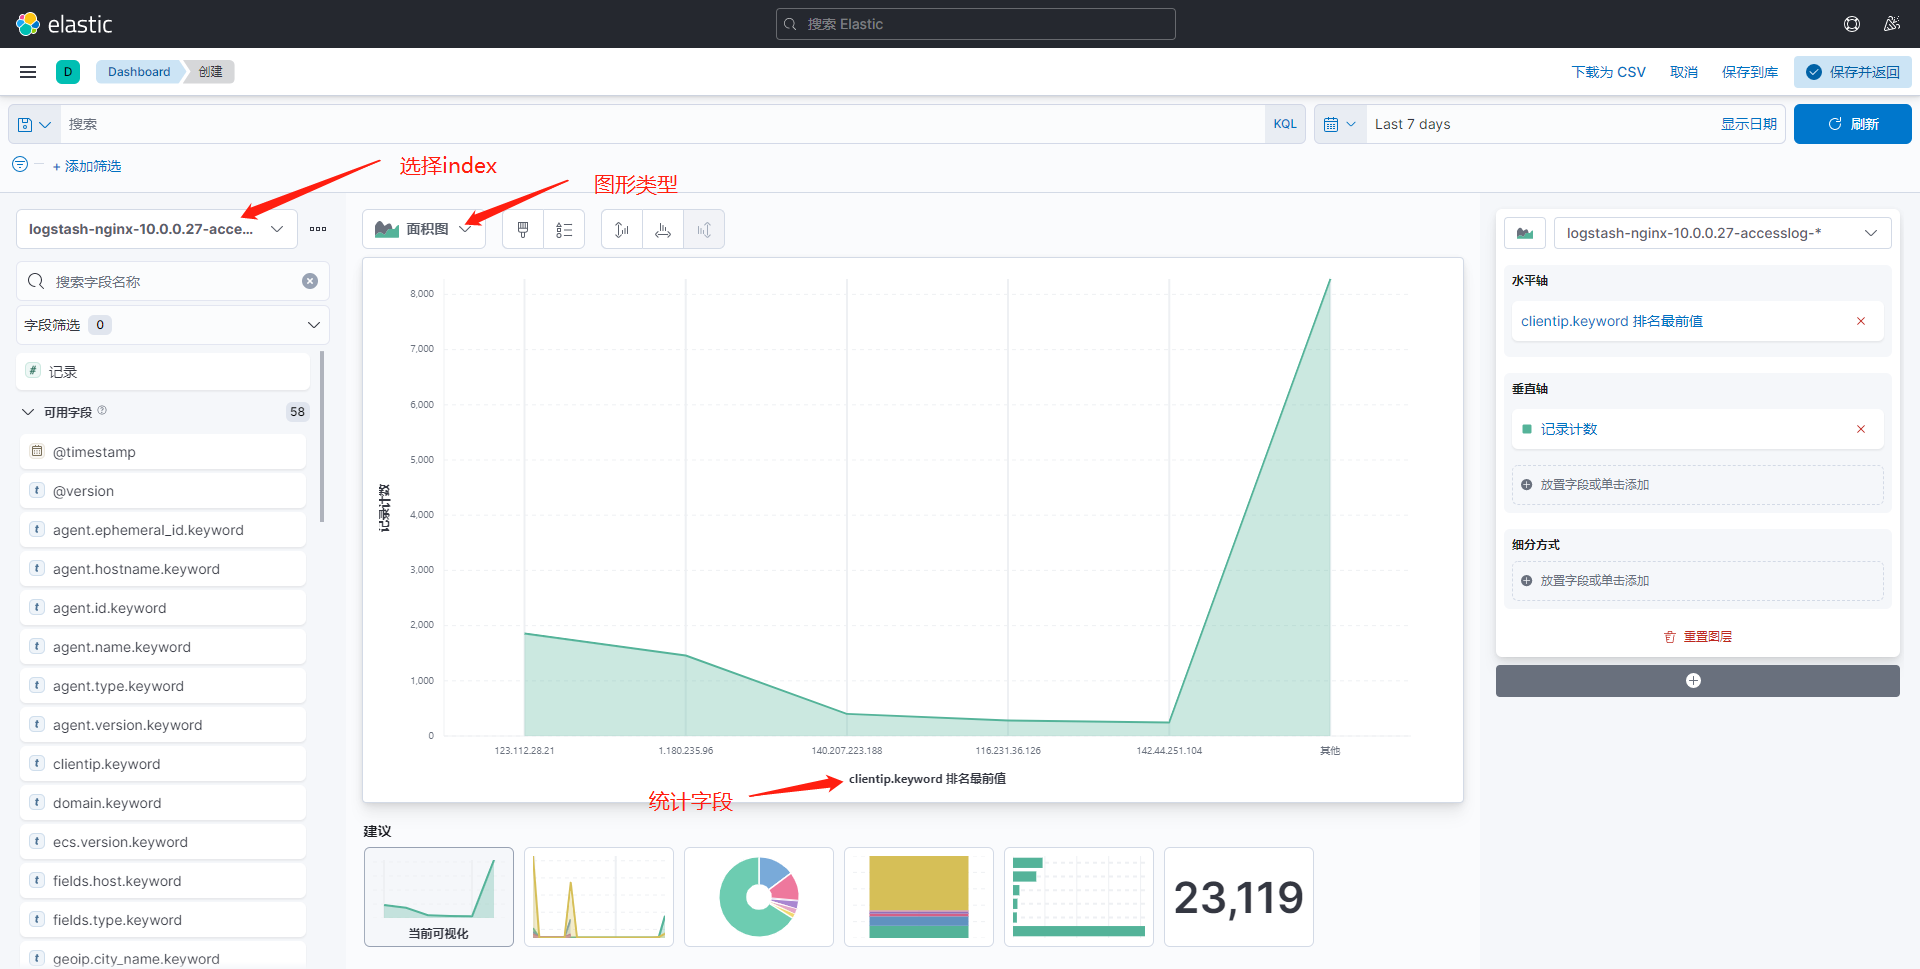 elastic
搜索 Elastic
D
Dashboard
创建
下载为 CSV
取消
保存到库
保存并返回
搜索
KQL
Last 7 days
显示日期
刷新
+ 添加筛选
选择index
图形类型
logstash-nginx-10.0.0.27-acce...
面积图
logstash-nginx-10.0.0.27-accesslog-*
搜索字段名称
字段筛选 0
# 记录
可用字段 58
@timestamp
t @version
t agent.ephemeral_id.keyword
t agent.hostname.keyword
t agent.id.keyword
t agent.name.keyword
t agent.type.keyword
t agent.version.keyword
t clientip.keyword
t domain.keyword
t ecs.version.keyword
t fields.host.keyword
t fields.type.keyword
t geoip.city_name.keyword
8,000
7,000
6,000
5,000
4,000
3,000
2,000
1,000
0
记录计数
123.112.28.21
1.180.235.96
140.207.223.188
116.231.36.126
142.44.251.104
其他
clientip.keyword 排名最前值
统计字段
建议
当前可视化
23,119
水平轴
clientip.keyword 排名最前值
垂直轴
记录计数
放置字段或单击添加
细分方式
放置字段或单击添加
重置图层